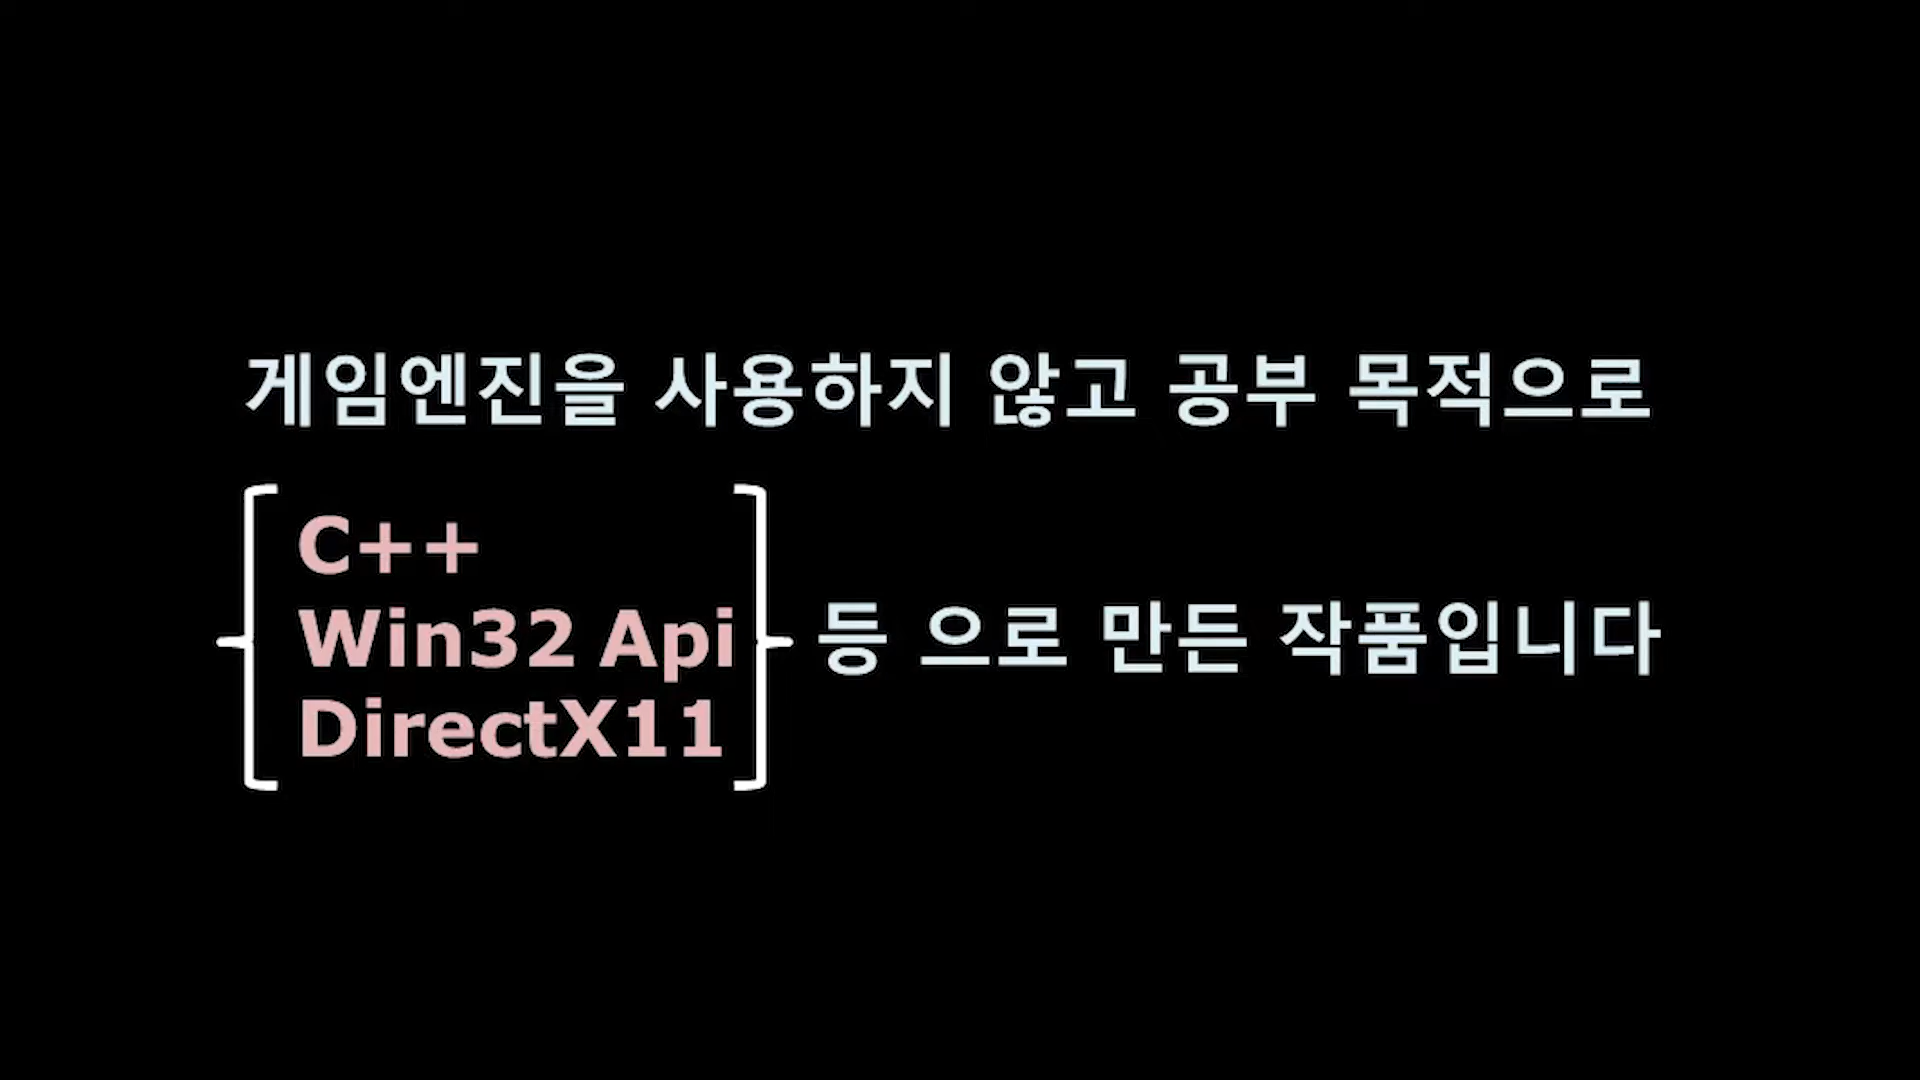 게임엔진을 사용하지 않고 공부 목적으로
C++
Win32 Api
DirectX11
등 으로 만든 작품입니다